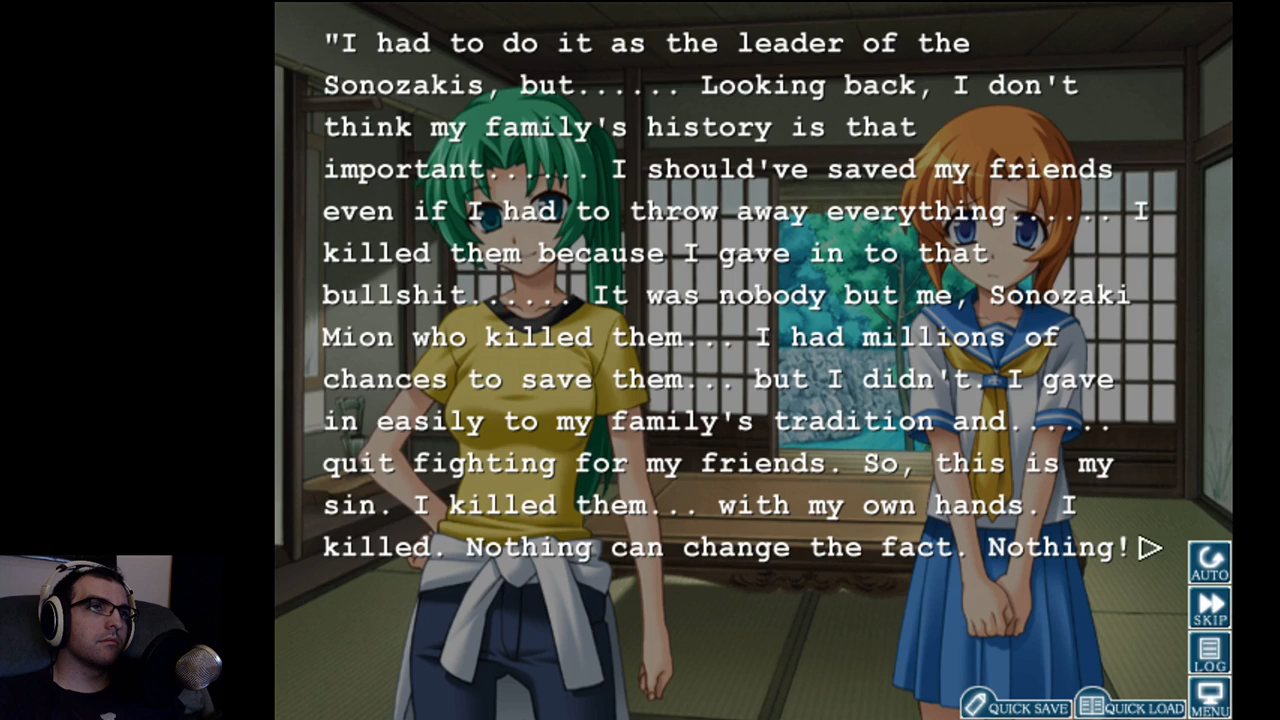 "I had to do it as the leader of the
Sonozakis, but...... Looking back, I don't
think my family's history is that
important...... I should've saved my friends
even if I had to throw away everything...... I
killed them because I gave in to that
bullshit...... It was nobody but me, Sonozaki
Mion who killed them... I had millions of
chances to save them... but I didn't. I gave
in easily to my family's tradition and......
quit fighting for my friends. So, this is my
sin. I killed them... with my own hands. I
killed. Nothing can change the fact. Nothing!
AUTO
SKIP
LOG
QUICK SAVE
QUICK LOAD
MENU